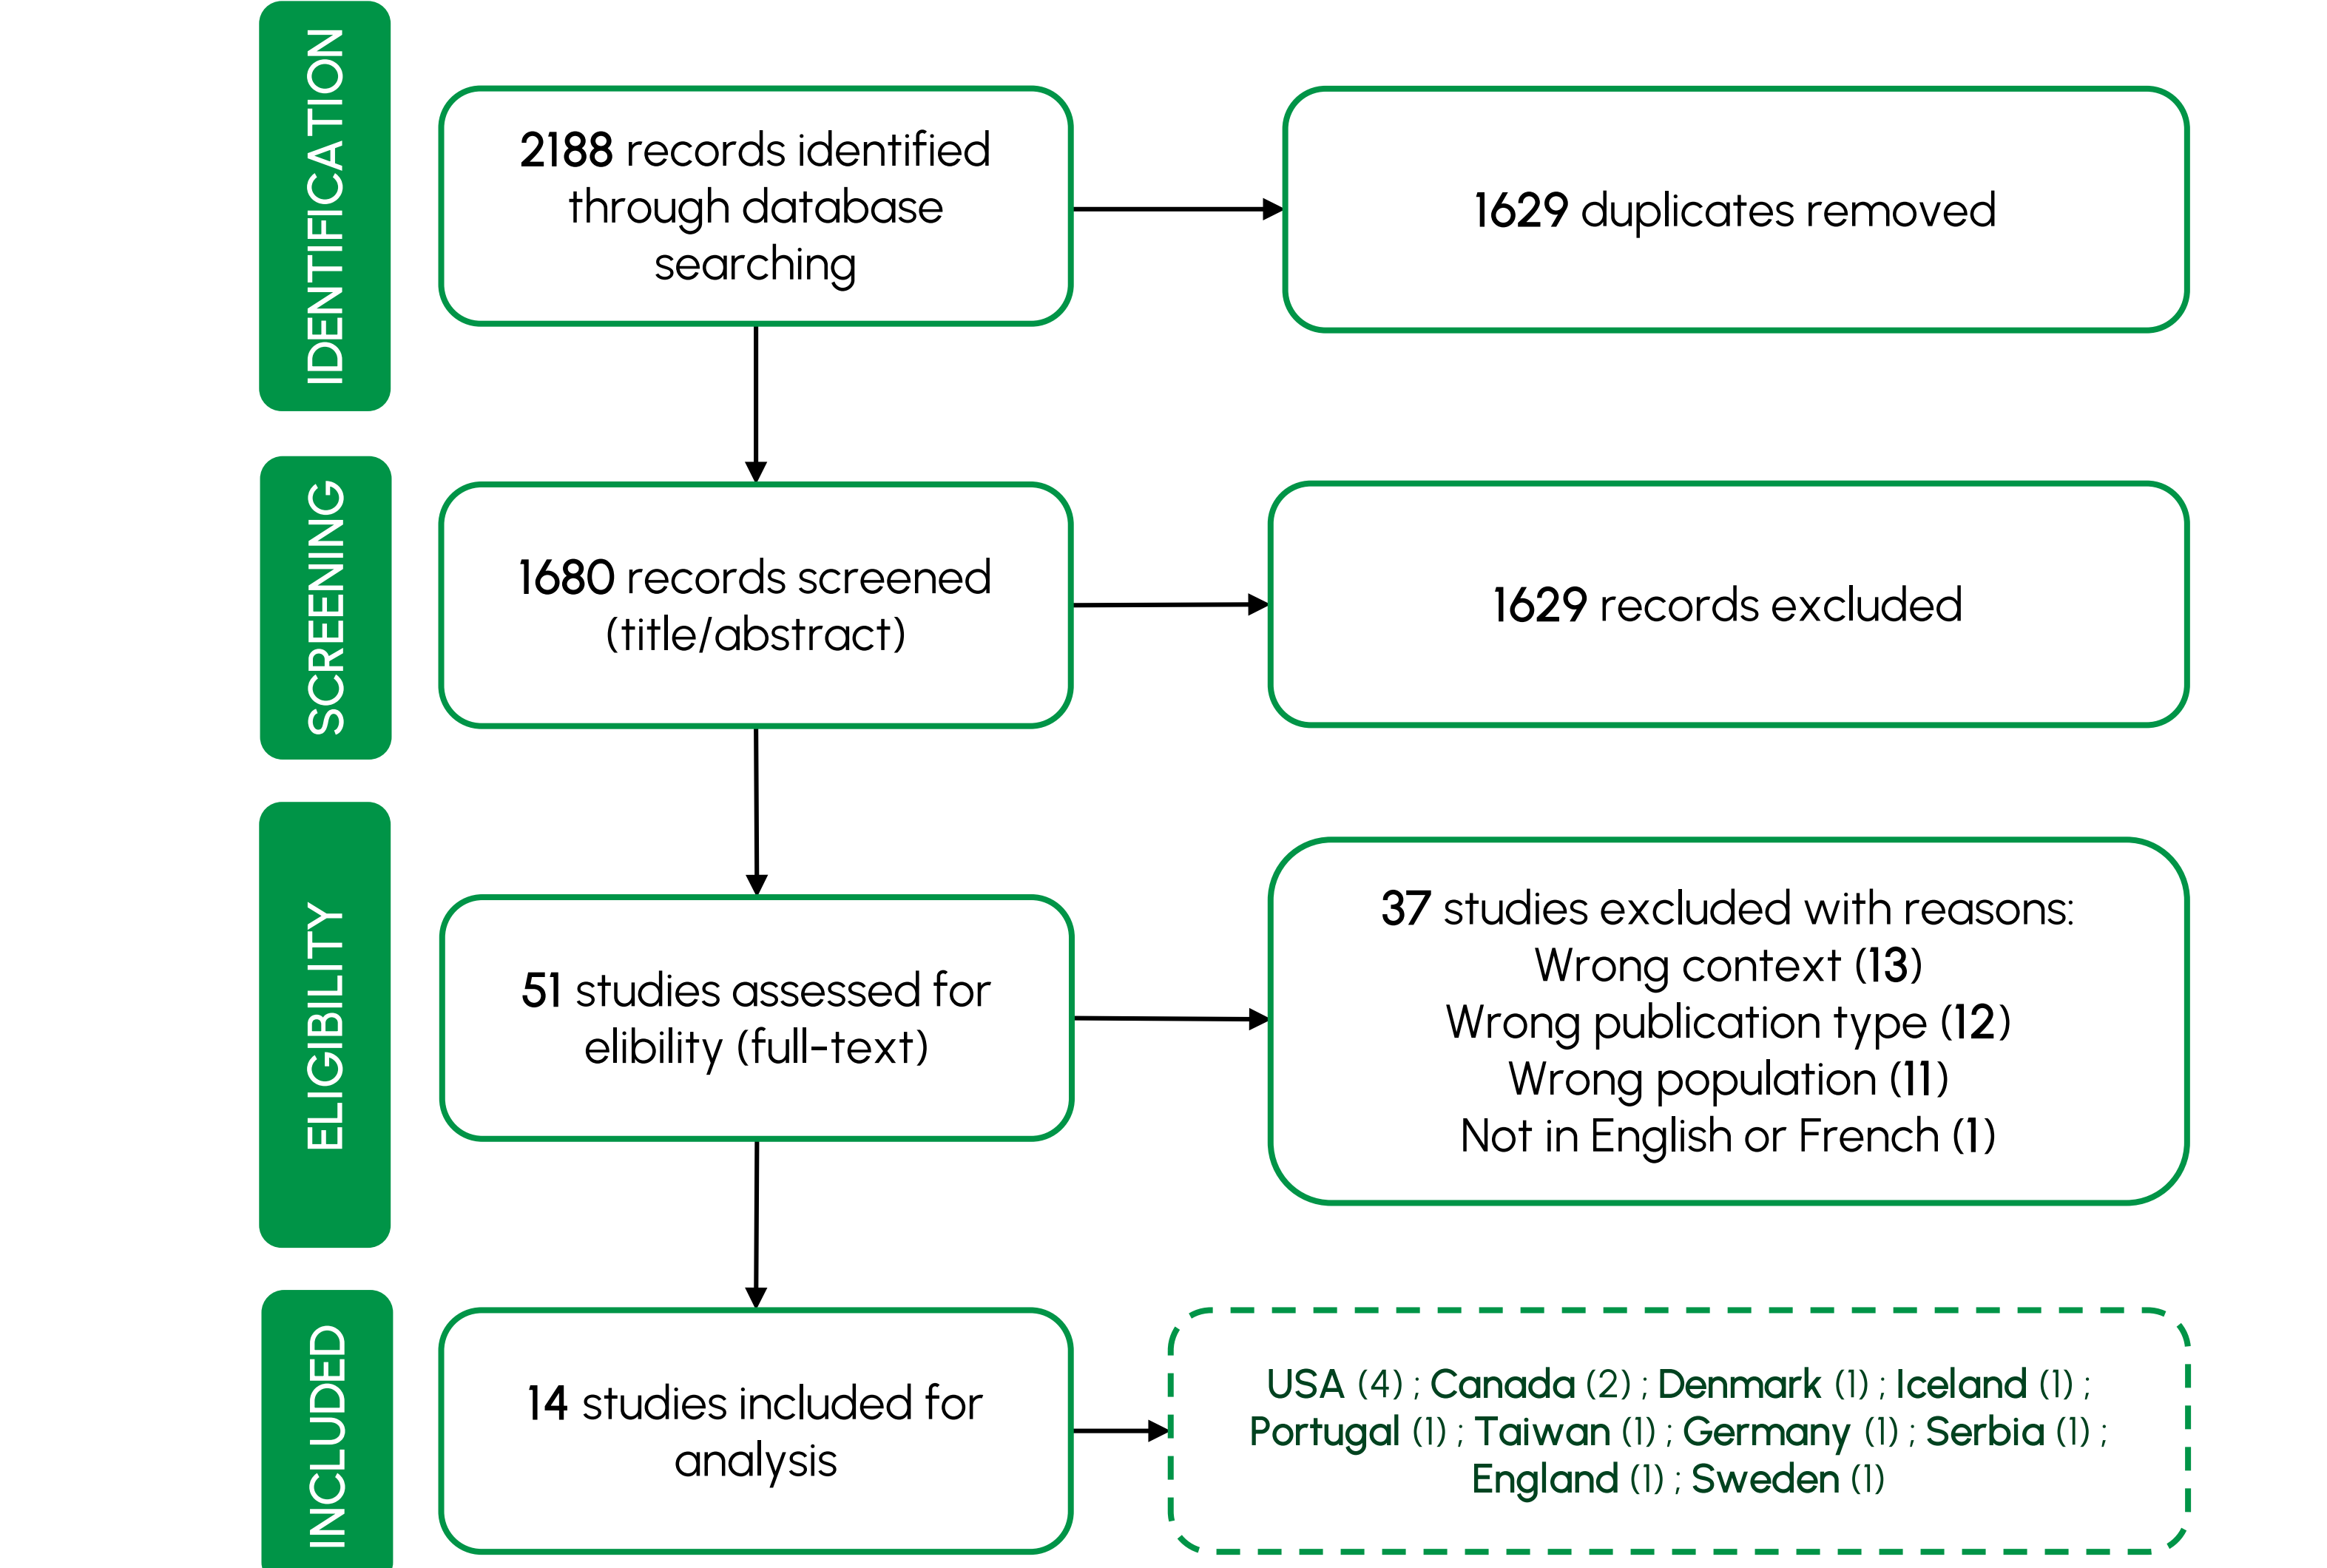 IDENTIFICATION
2188 records identified
through database
searching
1629 duplicates removed
SCREENING
1680 records screened
(title/abstract)
1629 records excluded
ELIGIBILITY
51 studies assessed for
elibility (full-text)
37 studies excluded with reasons:
Wrong context (13)
Wrong publication type (12)
Wrong population (11)
Not in English or French (1)
INCLUDED
14 studies included for
analysis
USA (4) ; Canada (2) ; Denmark (1) ; Iceland (1) ;
Portugal (1) ; Taiwan (1) ; Germany (1) ; Serbia (1) ;
England (1) ; Sweden (1)